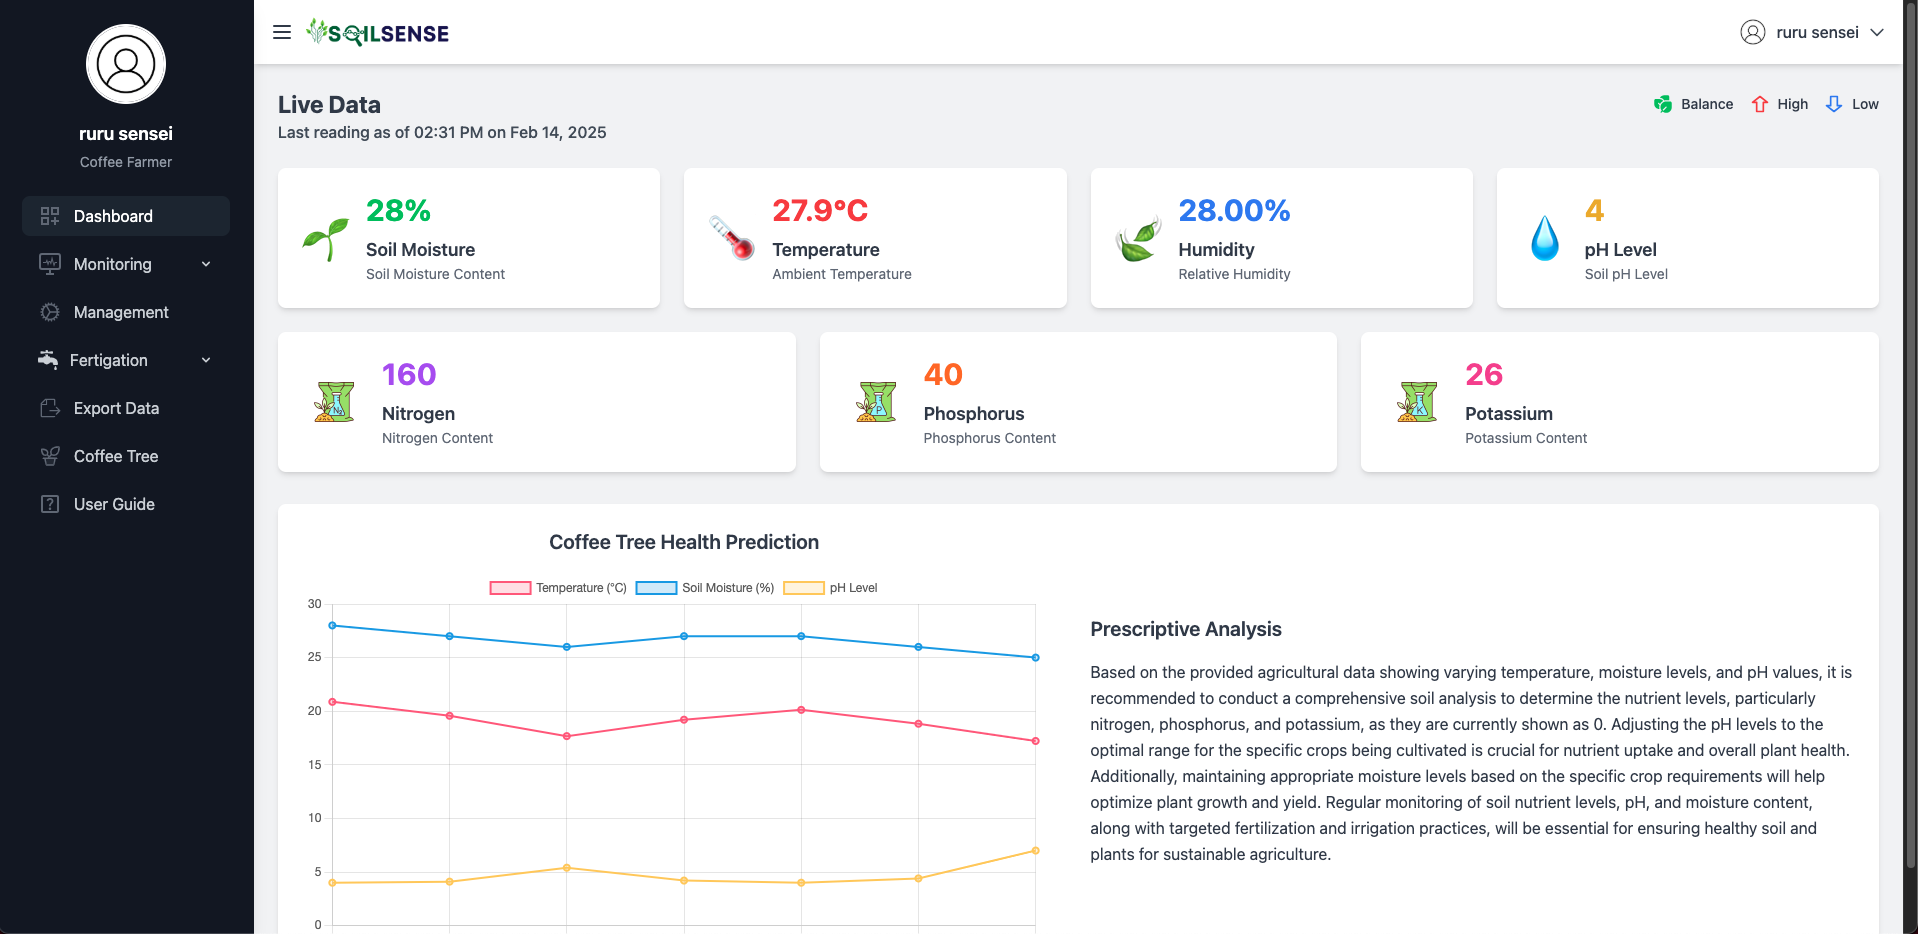 ruru sensei
Coffee Farmer
Dashboard
Monitoring
Management
Fertigation
Export Data
Coffee Tree
User Guide
SOILSENSE
ruru sensei
Live Data
Last reading as of 02:31 PM on Feb 14, 2025
Balance High Low
28%
Soil Moisture
Soil Moisture Content
27.9°C
Temperature
Ambient Temperature
28.00%
Humidity
Relative Humidity
4
pH Level
Soil pH Level
160
Nitrogen
Nitrogen Content
40
Phosphorus
Phosphorus Content
26
Potassium
Potassium Content
Coffee Tree Health Prediction
Temperature (°C) Soil Moisture (%) pH Level
30
25
20
15
10
5
0
Prescriptive Analysis
Based on the provided agricultural data showing varying temperature, moisture levels, and pH values, it is
recommended to conduct a comprehensive soil analysis to determine the nutrient levels, particularly
nitrogen, phosphorus, and potassium, as they are currently shown as 0. Adjusting the pH levels to the
optimal range for the specific crops being cultivated is crucial for nutrient uptake and overall plant health.
Additionally, maintaining appropriate moisture levels based on the specific crop requirements will help
optimize plant growth and yield. Regular monitoring of soil nutrient levels, pH, and moisture content,
along with targeted fertilization and irrigation practices, will be essential for ensuring healthy soil and
plants for sustainable agriculture.